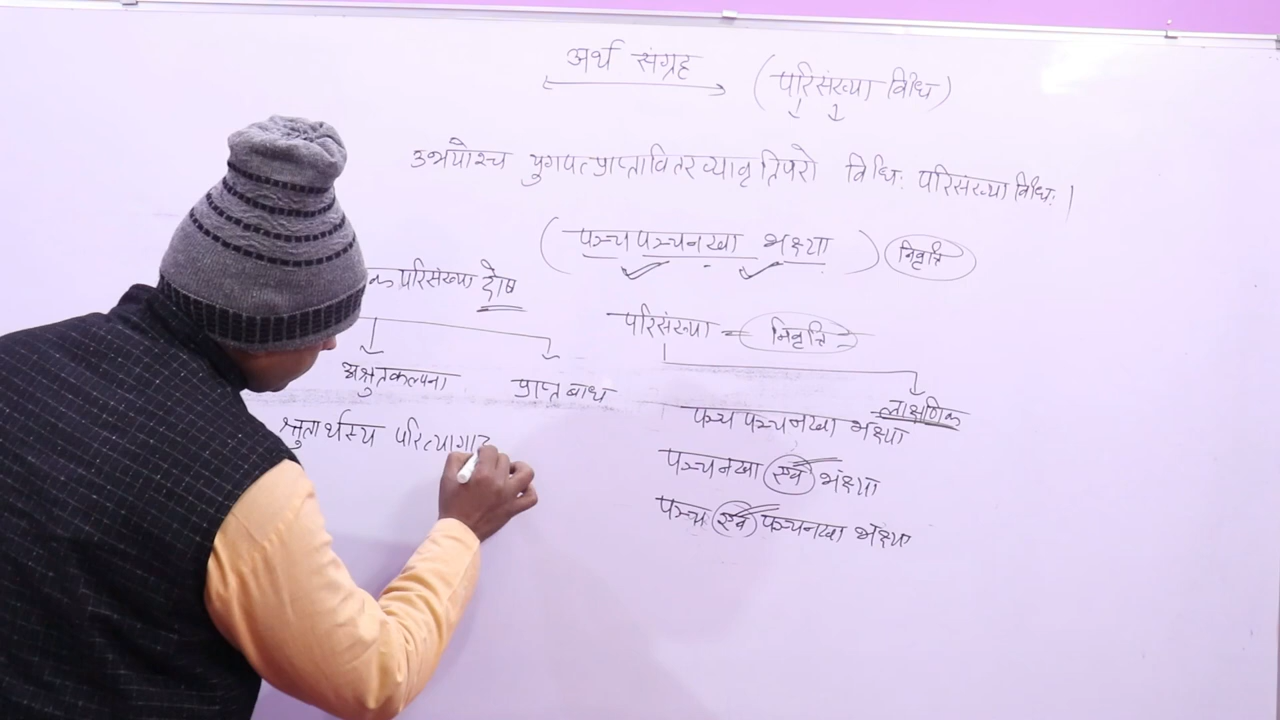 अर्थ संग्रह (परिसंख्या विधि)
उभयोश्च युगपत्प्राप्तावितरव्यावृत्तिपरो विधिः परिसंख्याविधिः।
(पञ्च पञ्चनखा भक्ष्या) निवृत्ति
परिसंख्या दोष
परिसंख्या = निवृत्ति =
अश्रुतकल्पना प्राप्त बाध
लाक्षणिक
पञ्च पञ्चनखा भक्ष्या
श्रुतार्थस्य परित्यागाद
पञ्चनखा एव भक्ष्या
पञ्च एव पञ्चनखा भक्ष्या